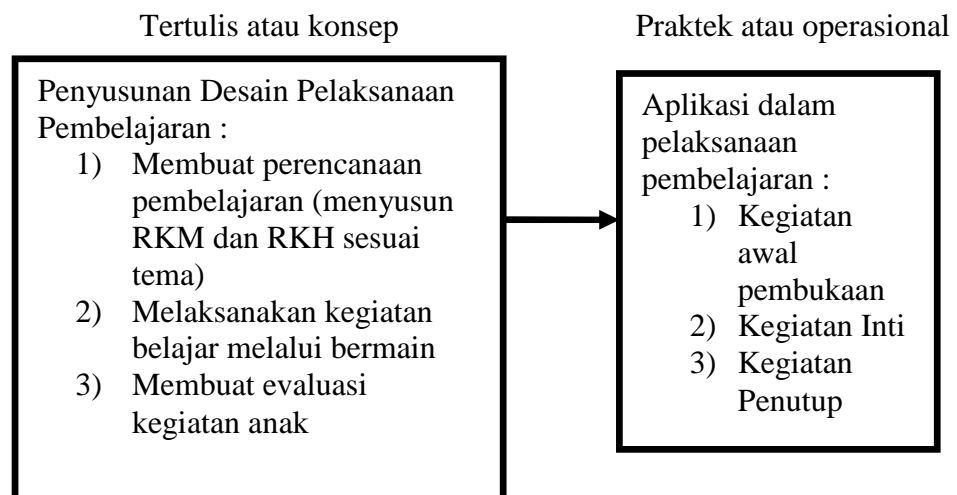 Tertulis atau konsep
Praktek atau operasional
Penyusunan Desain Pelaksanaan
Pembelajaran :
1) Membuat perencanaan
pembelajaran (menyusun
RKM dan RKH sesuai
tema)
2) Melaksanakan kegiatan
belajar melalui bermain
3) Membuat evaluasi
kegiatan anak
Aplikasi dalam
pelaksanaan
pembelajaran :
1) Kegiatan
awal
pembukaan
2) Kegiatan Inti
3) Kegiatan
Penutup